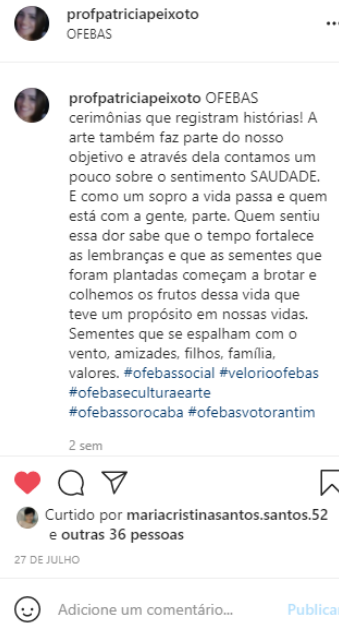 profpatriciapeixoto
OFEBAS
profpatriciapeixoto OFEBAS
cerimônias que registram histórias! A
arte também faz parte do nosso
objetivo e através dela contamos um
pouco sobre o sentimento SAUDADE.
E como um sopro a vida passa e quem
está com a gente, parte. Quem sentiu
essa dor sabe que o tempo fortalece
as lembranças e que as sementes que
foram plantadas começam a brotar e
colhemos os frutos dessa vida que
teve um propósito em nossas vidas.
Sementes que se espalham com o
vento, amizades, filhos, família,
valores. #ofebassocial #velorioofebas
#ofebaseculturaearte
#ofebassorocaba #ofebasvotorantim
2 sem
Curtido por mariacristinasantos.santos.52
e outras 36 pessoas
27 DE JULHO
Adicione um comentário... Publicar